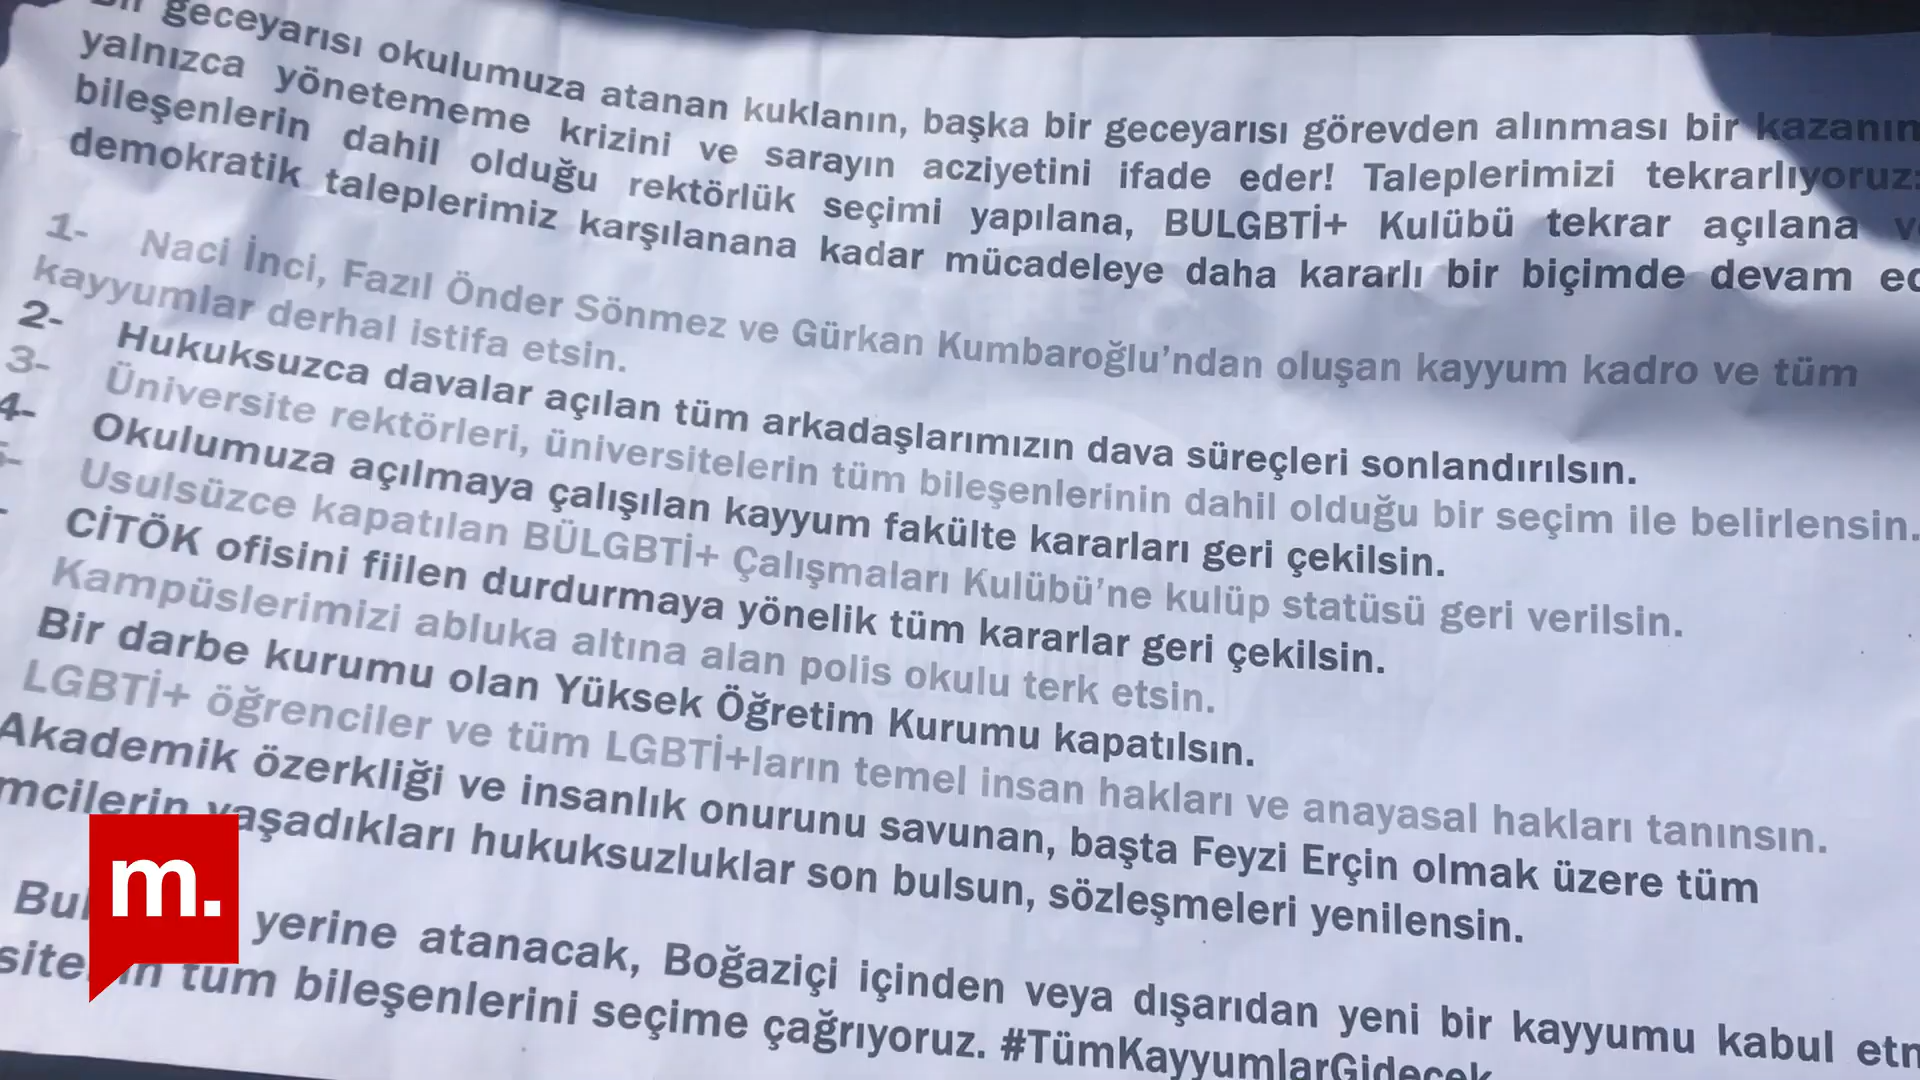 Bir geceyarısı okulumuza atanan kuklanın, başka bir geceyarısı görevden alınması bir kazanım
yalnızca yönetememe krizini ve sarayın acziyetini ifade eder! Taleplerimizi tekrarlıyoruz:
bileşenlerin dahil olduğu rektörlük seçimi yapılana, BULGBTİ+ Kulübü tekrar açılana
demokratik taleplerimiz karşılanana kadar mücadeleye daha kararlı bir biçimde devam
1- Naci İnci, Fazıl Önder Sönmez ve Gürkan Kumbaroğlu'ndan oluşan kayyum kadro ve tüm
kayyumlar derhal istifa etsin.
2- Hukuksuzca davalar açılan tüm arkadaşlarımızın dava süreçleri sonlandırılsın.
3- Üniversite rektörleri, üniversitelerin tüm bileşenlerinin dahil olduğu bir seçim ile belirlensin.
4- Okulumuza açılmaya çalışılan kayyum fakülte kararları geri çekilsin.
5- Usulsüzce kapatılan BÜLGBTİ+ Çalışmaları Kulübü'ne kulüp statüsü geri verilsin.
- CİTÖK ofisini fiilen durdurmaya yönelik tüm kararlar geri çekilsin.
Kampüslerimizi abluka altına alan polis okulu terk etsin.
Bir darbe kurumu olan Yüksek Öğretim Kurumu kapatılsın.
LGBTİ+ öğrenciler ve tüm LGBTİ+ların temel insan hakları ve anayasal hakları tanınsın.
Akademik özerkliği ve insanlık onurunu savunan, başta Feyzi Erçin olmak üzere tüm
mcilerin yaşadıkları hukuksuzluklar son bulsun, sözleşmeleri yenilensin.
yerine atanacak, Boğaziçi içinden veya dışarıdan yeni bir kayyumu kabul
tüm bileşenlerini seçime çağrıyoruz. #TümKayyumlarGidecek
m.